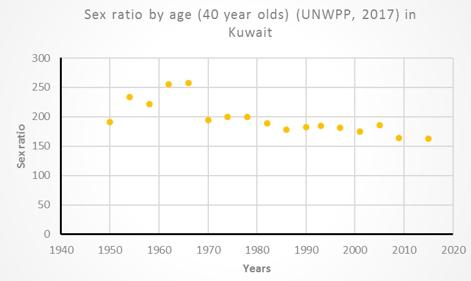 Sex ratio by age (40 year olds) (UNWPP, 2017) in
Kuwait
300
250
200
150
100
50
0
Sex ratio
1940 1950 1960 1970 1980 1990 2000 2010 2020
Years